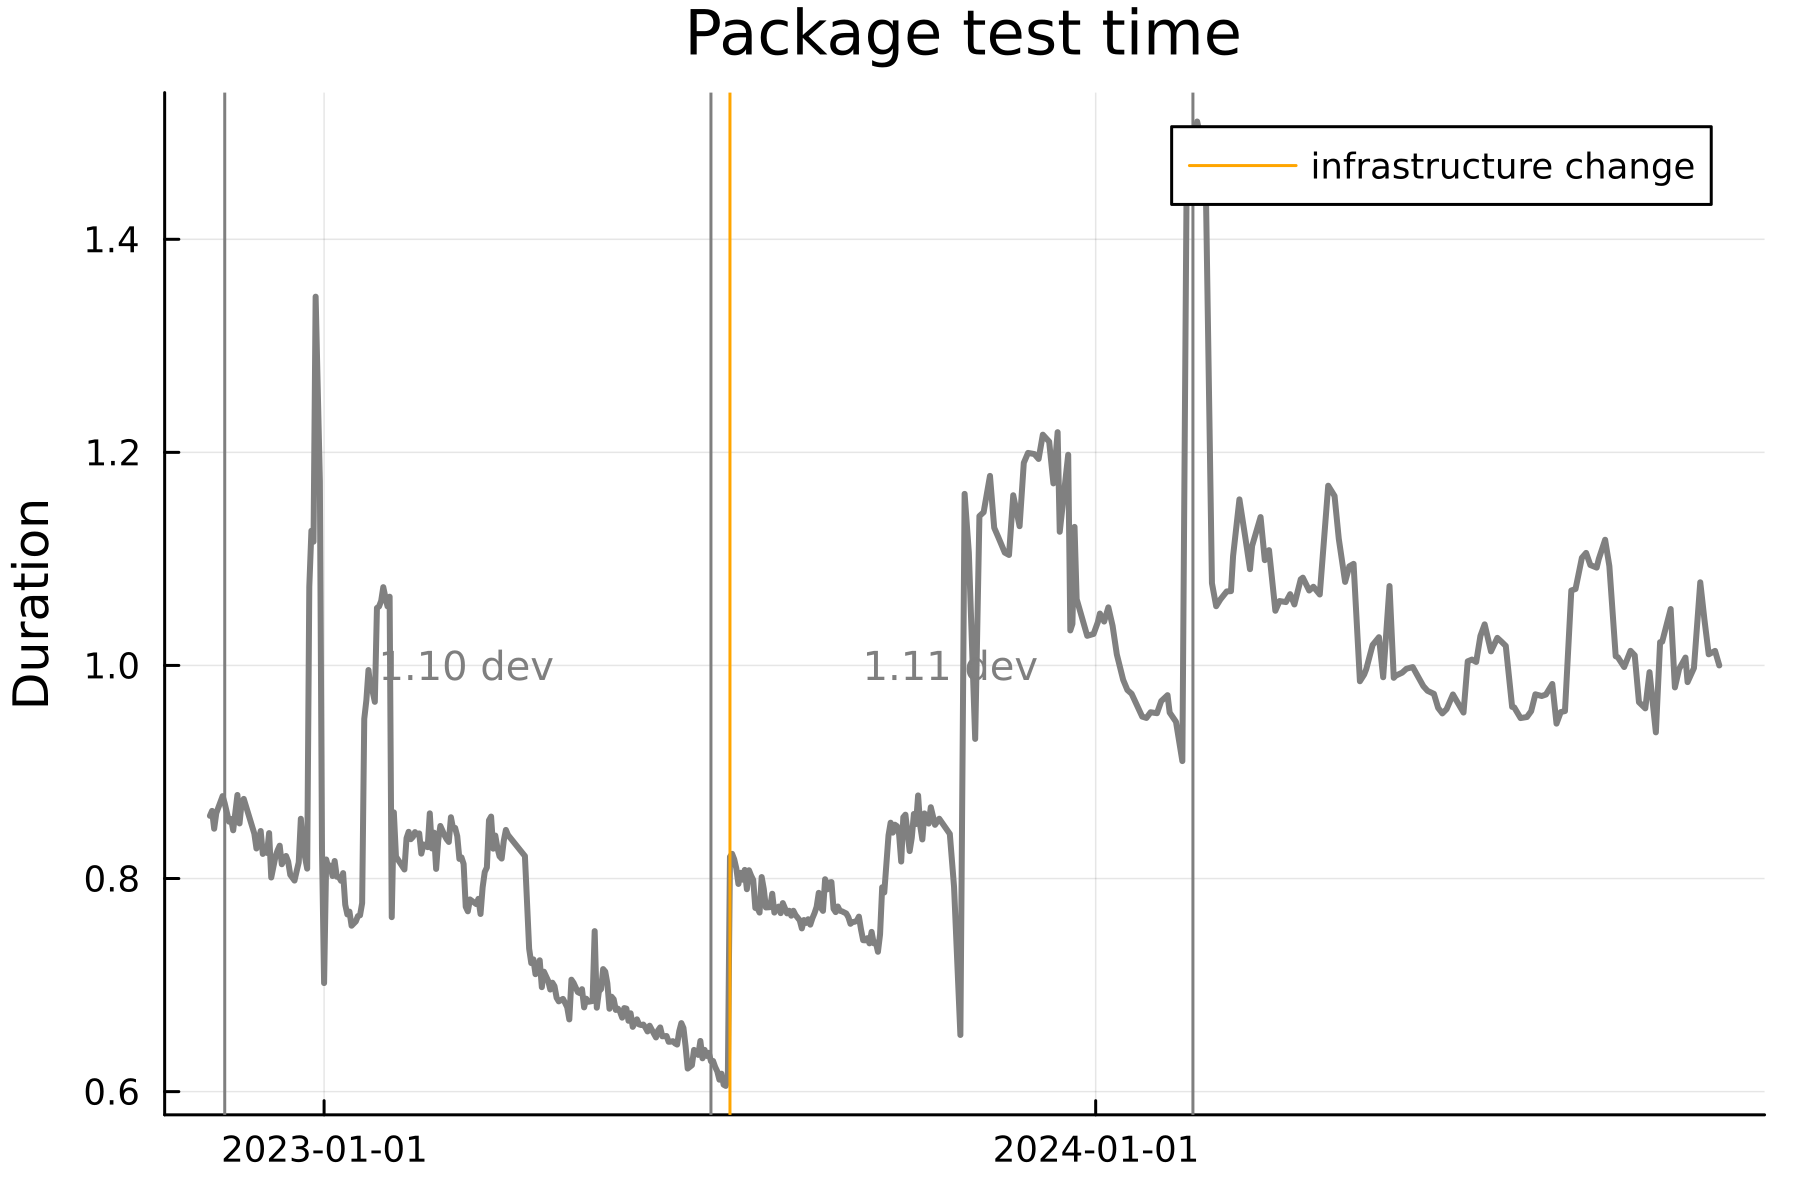 Package test time
infrastructure change
Duration
1.4
1.2
1.0
0.8
0.6
1.10 dev
1.11 dev
2023-01-01
2024-01-01